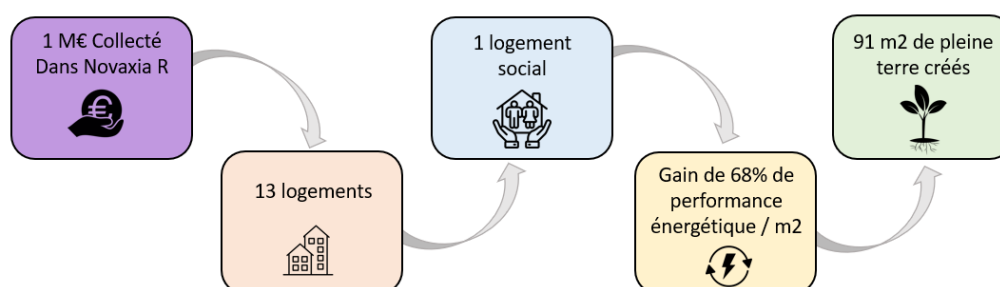 1 M€ Collecté
Dans Novaxia R
13 logements
1 logement
social
Gain de 68% de
performance
énergétique / m2
91 m2 de pleine
terre créés